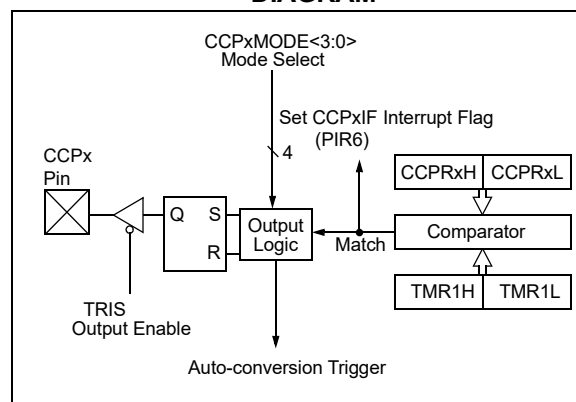 DIAGRAM
CCPxMODE<3:0>
Mode Select
Set CCPxIF Interrupt Flag
(PIR6)
4
CCPx
Pin
CCPRxH CCPRxL
Q S
R
Output
Logic
Match
Comparator
TMR1H TMR1L
TRIS
Output Enable
Auto-conversion Trigger